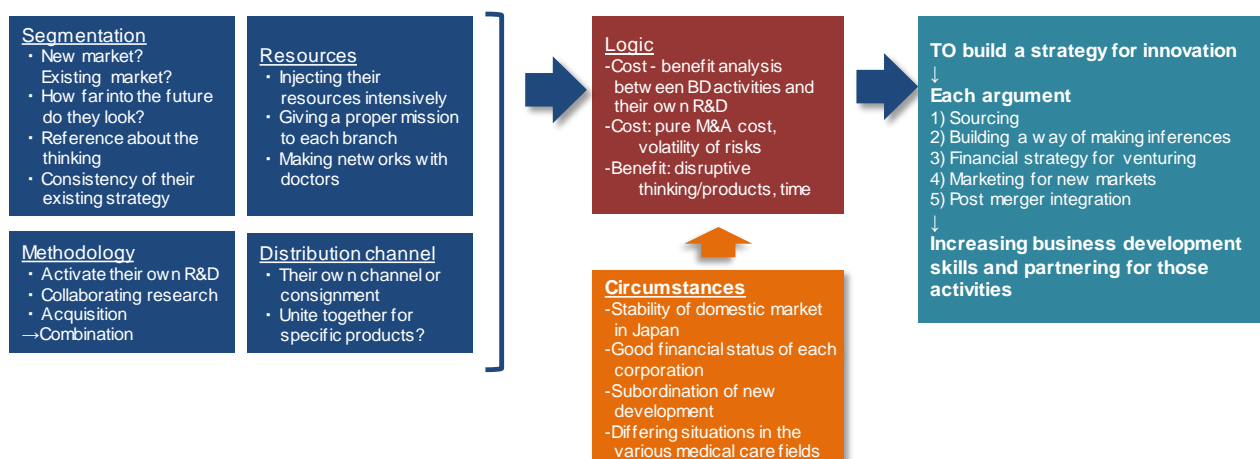 Segmentation
・ New market?
Existing market?
・ How far into the future
do they look?
・ Reference about the
thinking
・ Consistency of their
existing strategy
Resources
・ Injecting their
resources intensively
・ Giving a proper mission
to each branch
・ Making networks with
doctors
Methodology
・ Activate their own R&D
・ Collaborating research
・ Acquisition
→Combination
Distribution channel
・ Their own channel or
consignment
・ Unite together for
specific products?
Logic
-Cost - benefit analysis
between BD activities and
their own R&D
-Cost: pure M&A cost,
volatility of risks
-Benefit: disruptive
thinking/products, time
Circumstances
-Stability of domestic market
in Japan
-Good financial status of each
corporation
-Subordination of new
development
-Differing situations in the
various medical care fields
TO build a strategy for innovation
↓
Each argument
1) Sourcing
2) Building a way of making inferences
3) Financial strategy for venturing
4) Marketing for new markets
5) Post merger integration
↓
Increasing business development
skills and partnering for those
activities